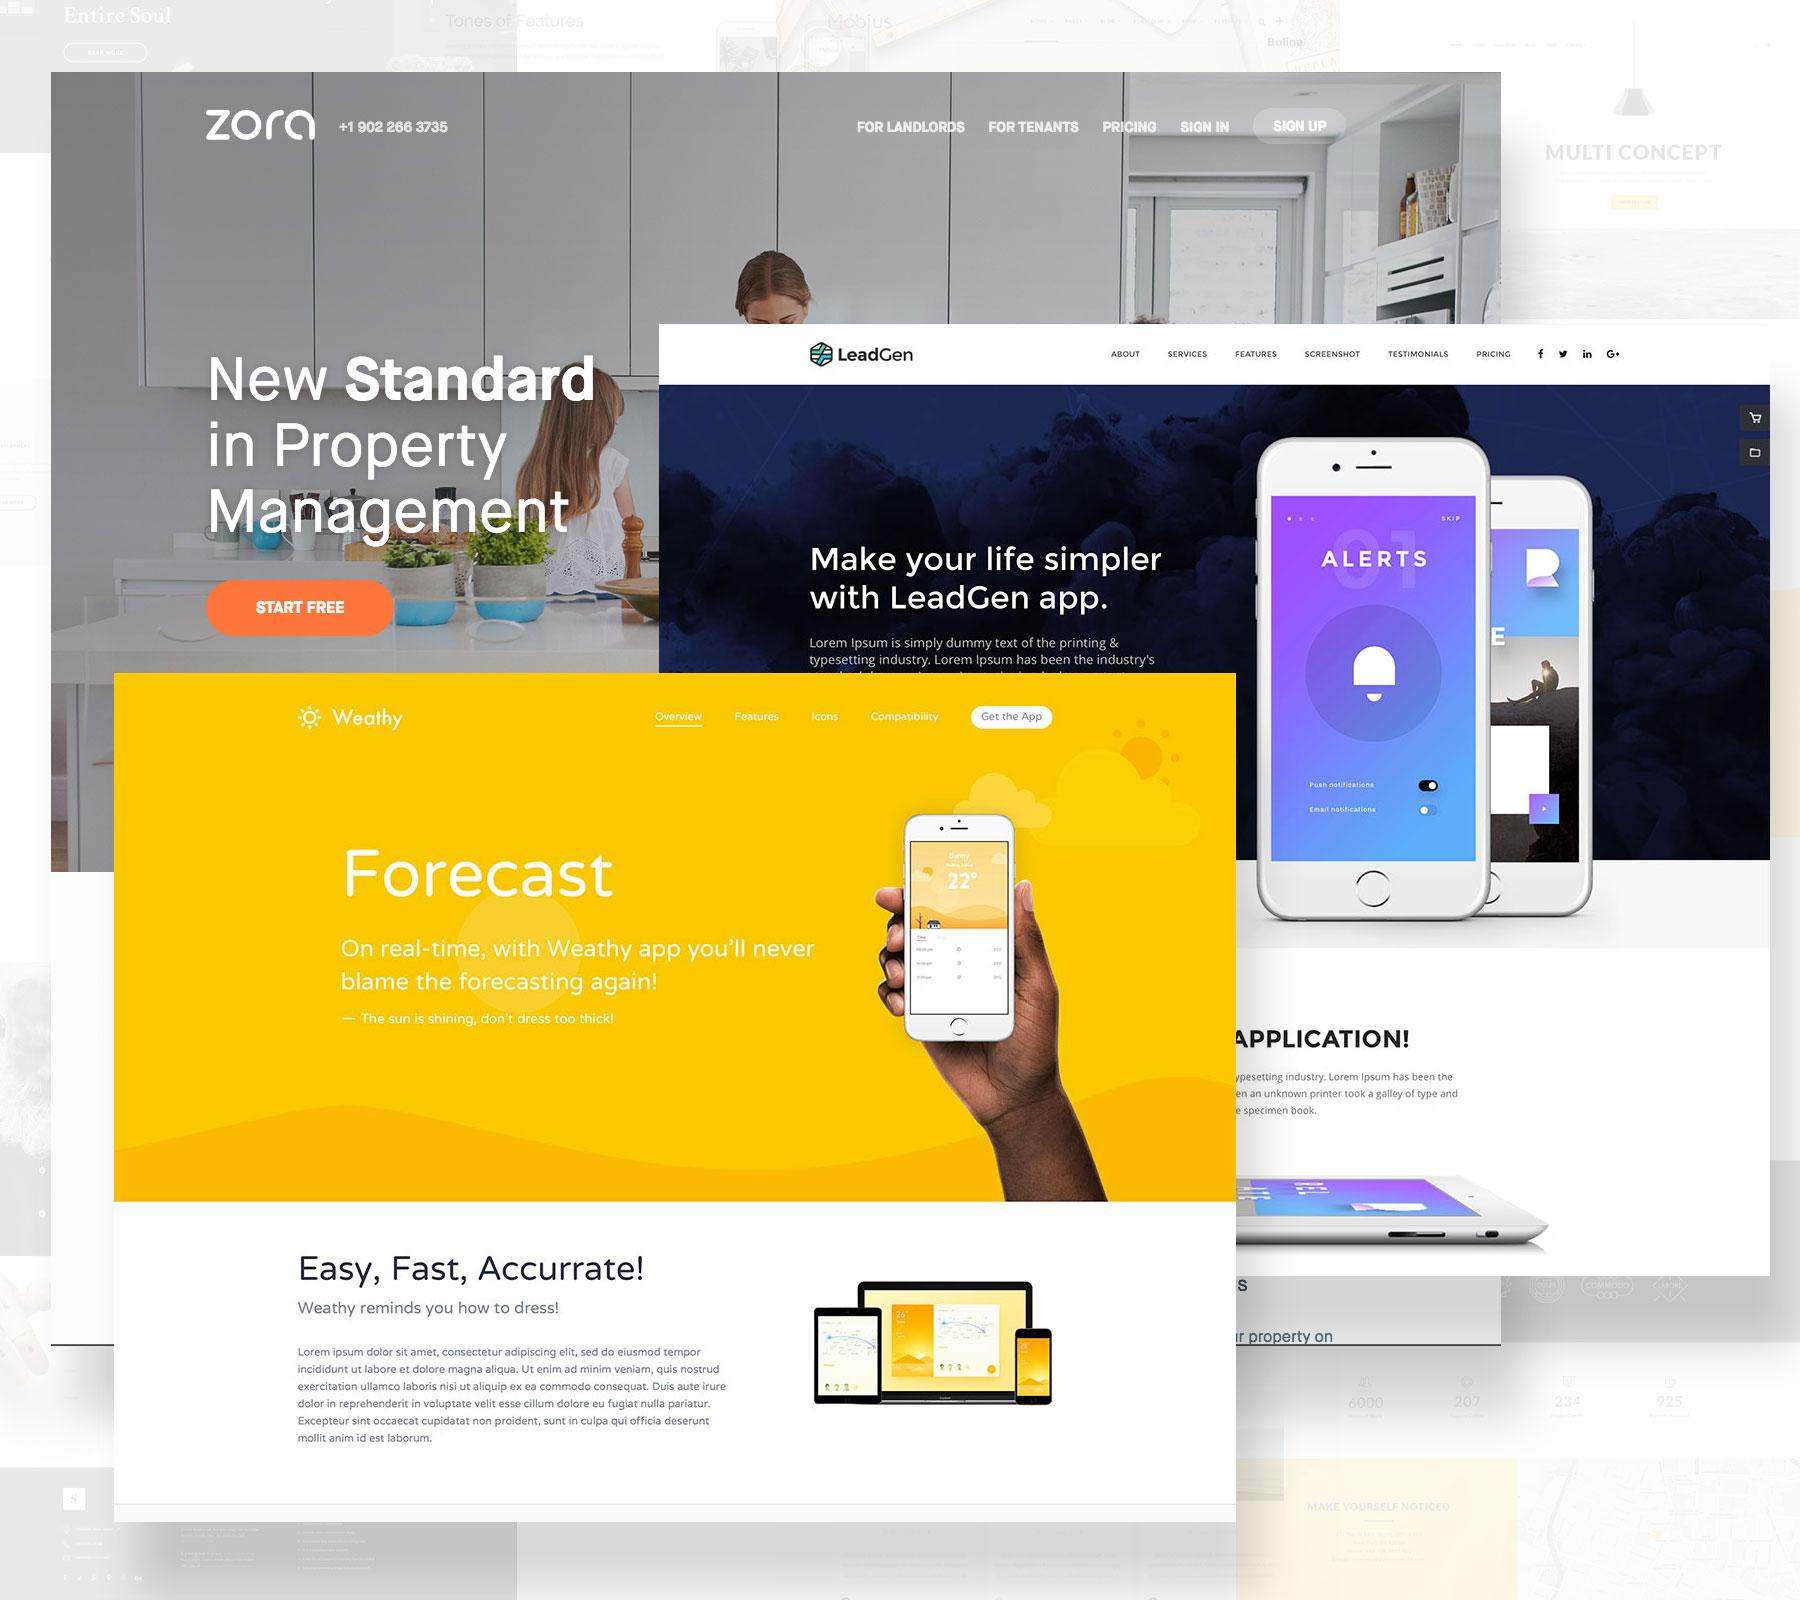 Entire Soul
READ MORE
Tones of Features
Mobius
Bolina
MULTI CONCEPT
zora
+1 902 266 3735
FOR LANDLORDS
FOR TENANTS
PRICING
SIGN IN
SIGN UP
New Standard
in Property
Management
START FREE
LeadGen
ABOUT
SERVICES
FEATURES
SCREENSHOT
TESTIMONIALS
PRICING
Make your life simpler
with LeadGen app.
Lorem Ipsum is simply dummy text of the printing &
typesetting industry. Lorem Ipsum has been the industry's
01
SKIP
ALERTS
Push notifications
Email notifications
APPLICATION!
ypesetting industry. Lorem Ipsum has been the
en an unknown printer took a galley of type and
e specimen book.
Weathy
Overview
Features
Icons
Compatibility
Get the App
Forecast
On real-time, with Weathy app you'll never
blame the forecasting again!
— The sun is shining, don't dress too thick!
Sunny
22°
Easy, Fast, Accurrate!
Weathy reminds you how to dress!
Lorem ipsum dolor sit amet, consectetur adipiscing elit, sed do eiusmod tempor
incididunt ut labore et dolore magna aliqua. Ut enim ad minim veniam, quis nostrud
exercitation ullamco laboris nisi ut aliquip ex ea commodo consequat. Duis aute irure
dolor in reprehenderit in voluptate velit esse cillum dolore eu fugiat nulla pariatur.
Excepteur sint occaecat cupidatat non proident, sunt in culpa qui officia deserunt
mollit anim id est laborum.
26°
s
ur property on
COMMODO
6000
207
234
925
MAKE YOURSELF NOTICED